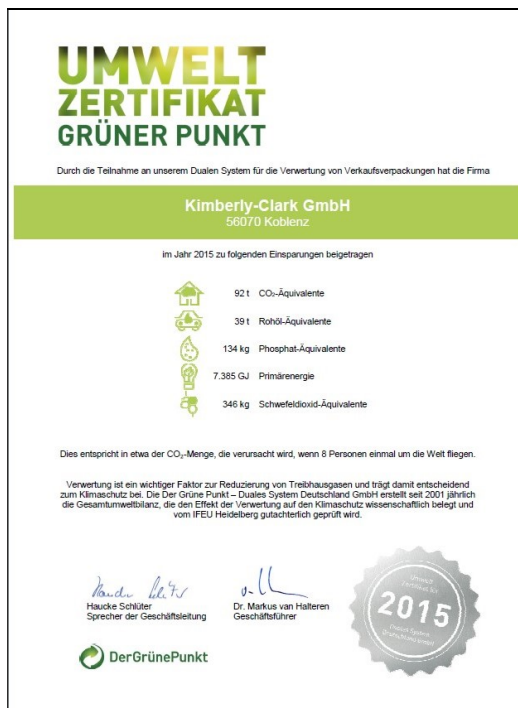 UMWELT
ZERTIFIKAT
GRÜNER PUNKT
Durch die Teilnahme an unserem Dualen System für die Verwertung von Verkaufsverpackungen hat die Firma
Kimberly-Clark GmbH
56070 Koblenz
im Jahr 2015 zu folgenden Einsparungen beigetragen
92 t CO₂-Äquivalente
39 t Rohöl-Äquivalente
134 kg Phosphat-Äquivalente
7.385 GJ Primärenergie
346 kg Schwefeldioxid-Äquivalente
Dies entspricht in etwa der CO₂-Menge, die verursacht wird, wenn 8 Personen einmal um die Welt fliegen.
Verwertung ist ein wichtiger Faktor zur Reduzierung von Treibhausgasen und trägt damit entscheidend
zum Klimaschutz bei. Die Der Grüne Punkt – Duales System Deutschland GmbH erstellt seit 2001 jährlich
die Gesamtumweltbilanz, die den Effekt der Verwertung auf den Klimaschutz wissenschaftlich belegt und
vom IFEU Heidelberg gutachterlich geprüft wird.
Haucke Schlüter
Sprecher der Geschäftsleitung
Dr. Markus van Halteren
Geschäftsführer
Umwelt
Zertifikat
2015
DerGrünePunkt